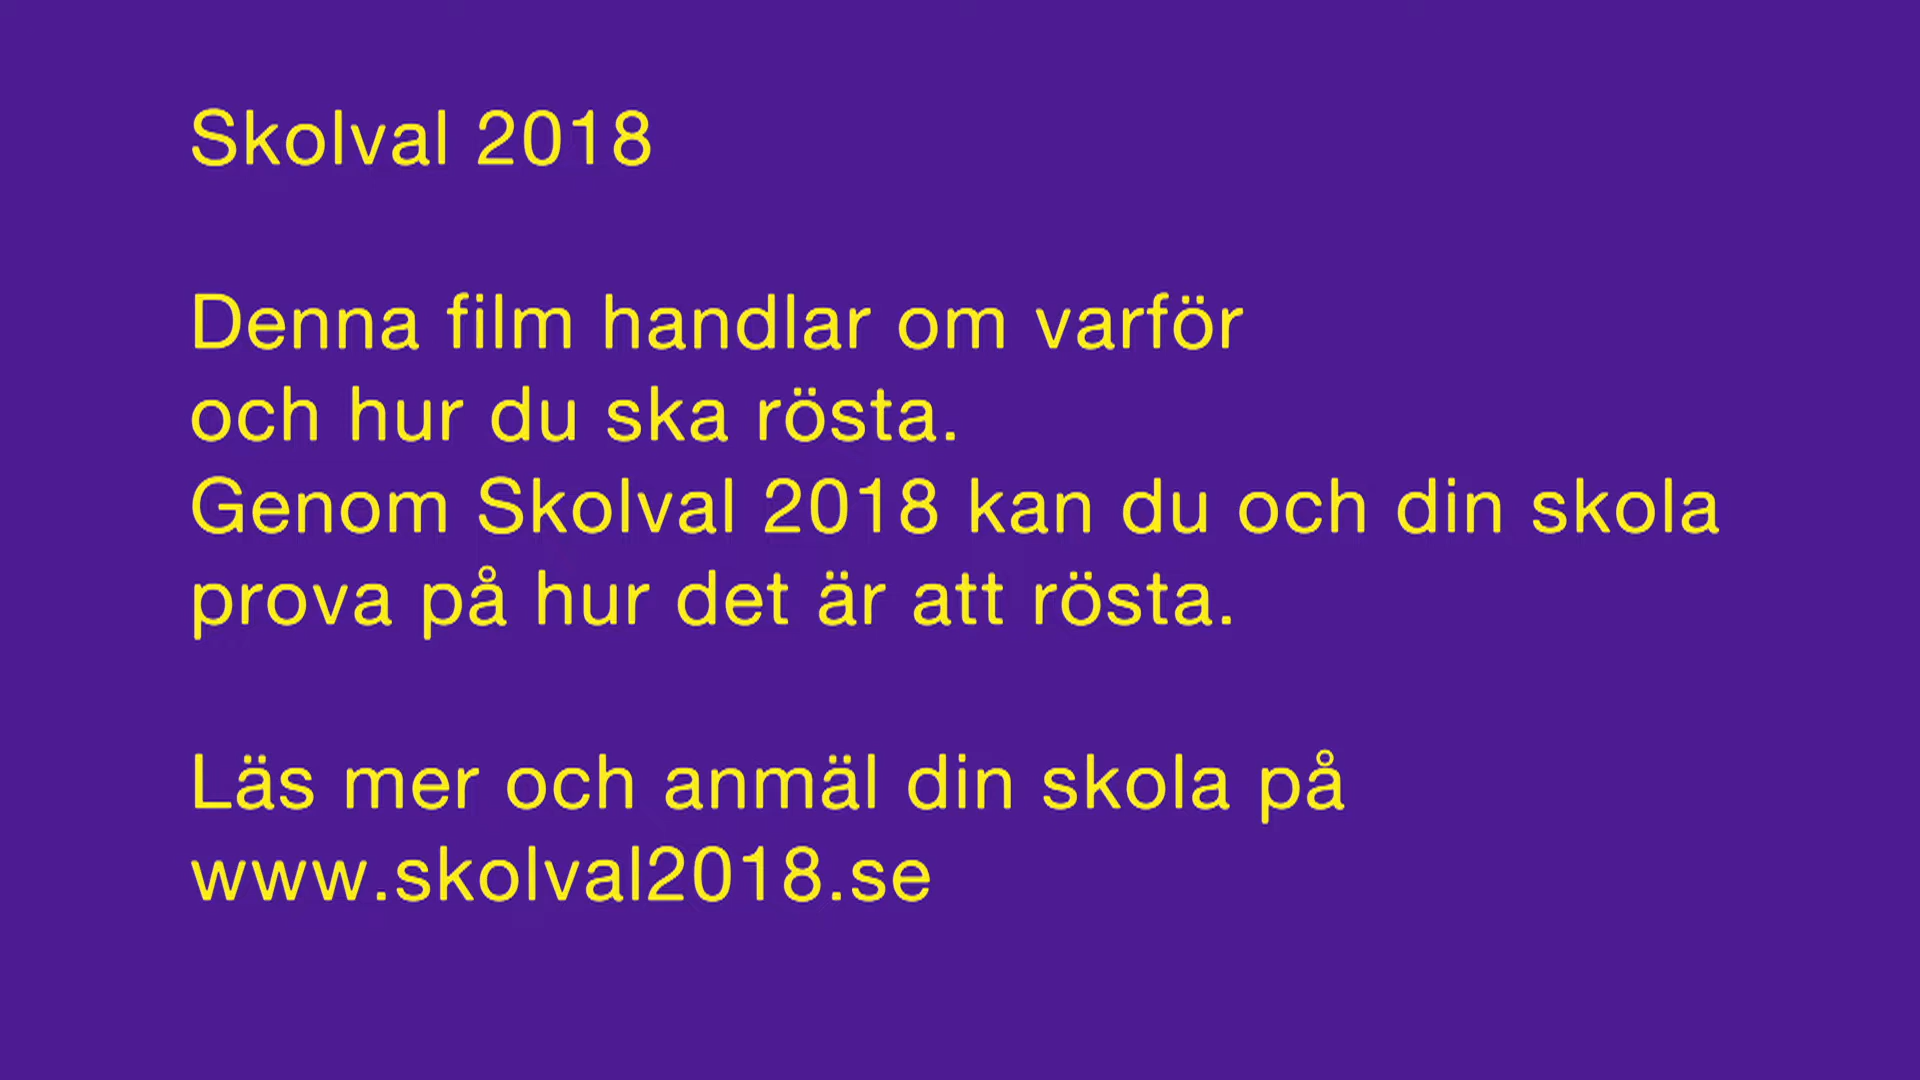 Skolval 2018
Denna film handlar om varför
och hur du ska rösta.
Genom Skolval 2018 kan du och din skola
prova på hur det är att rösta.
Läs mer och anmäl din skola på
www.skolval2018.se